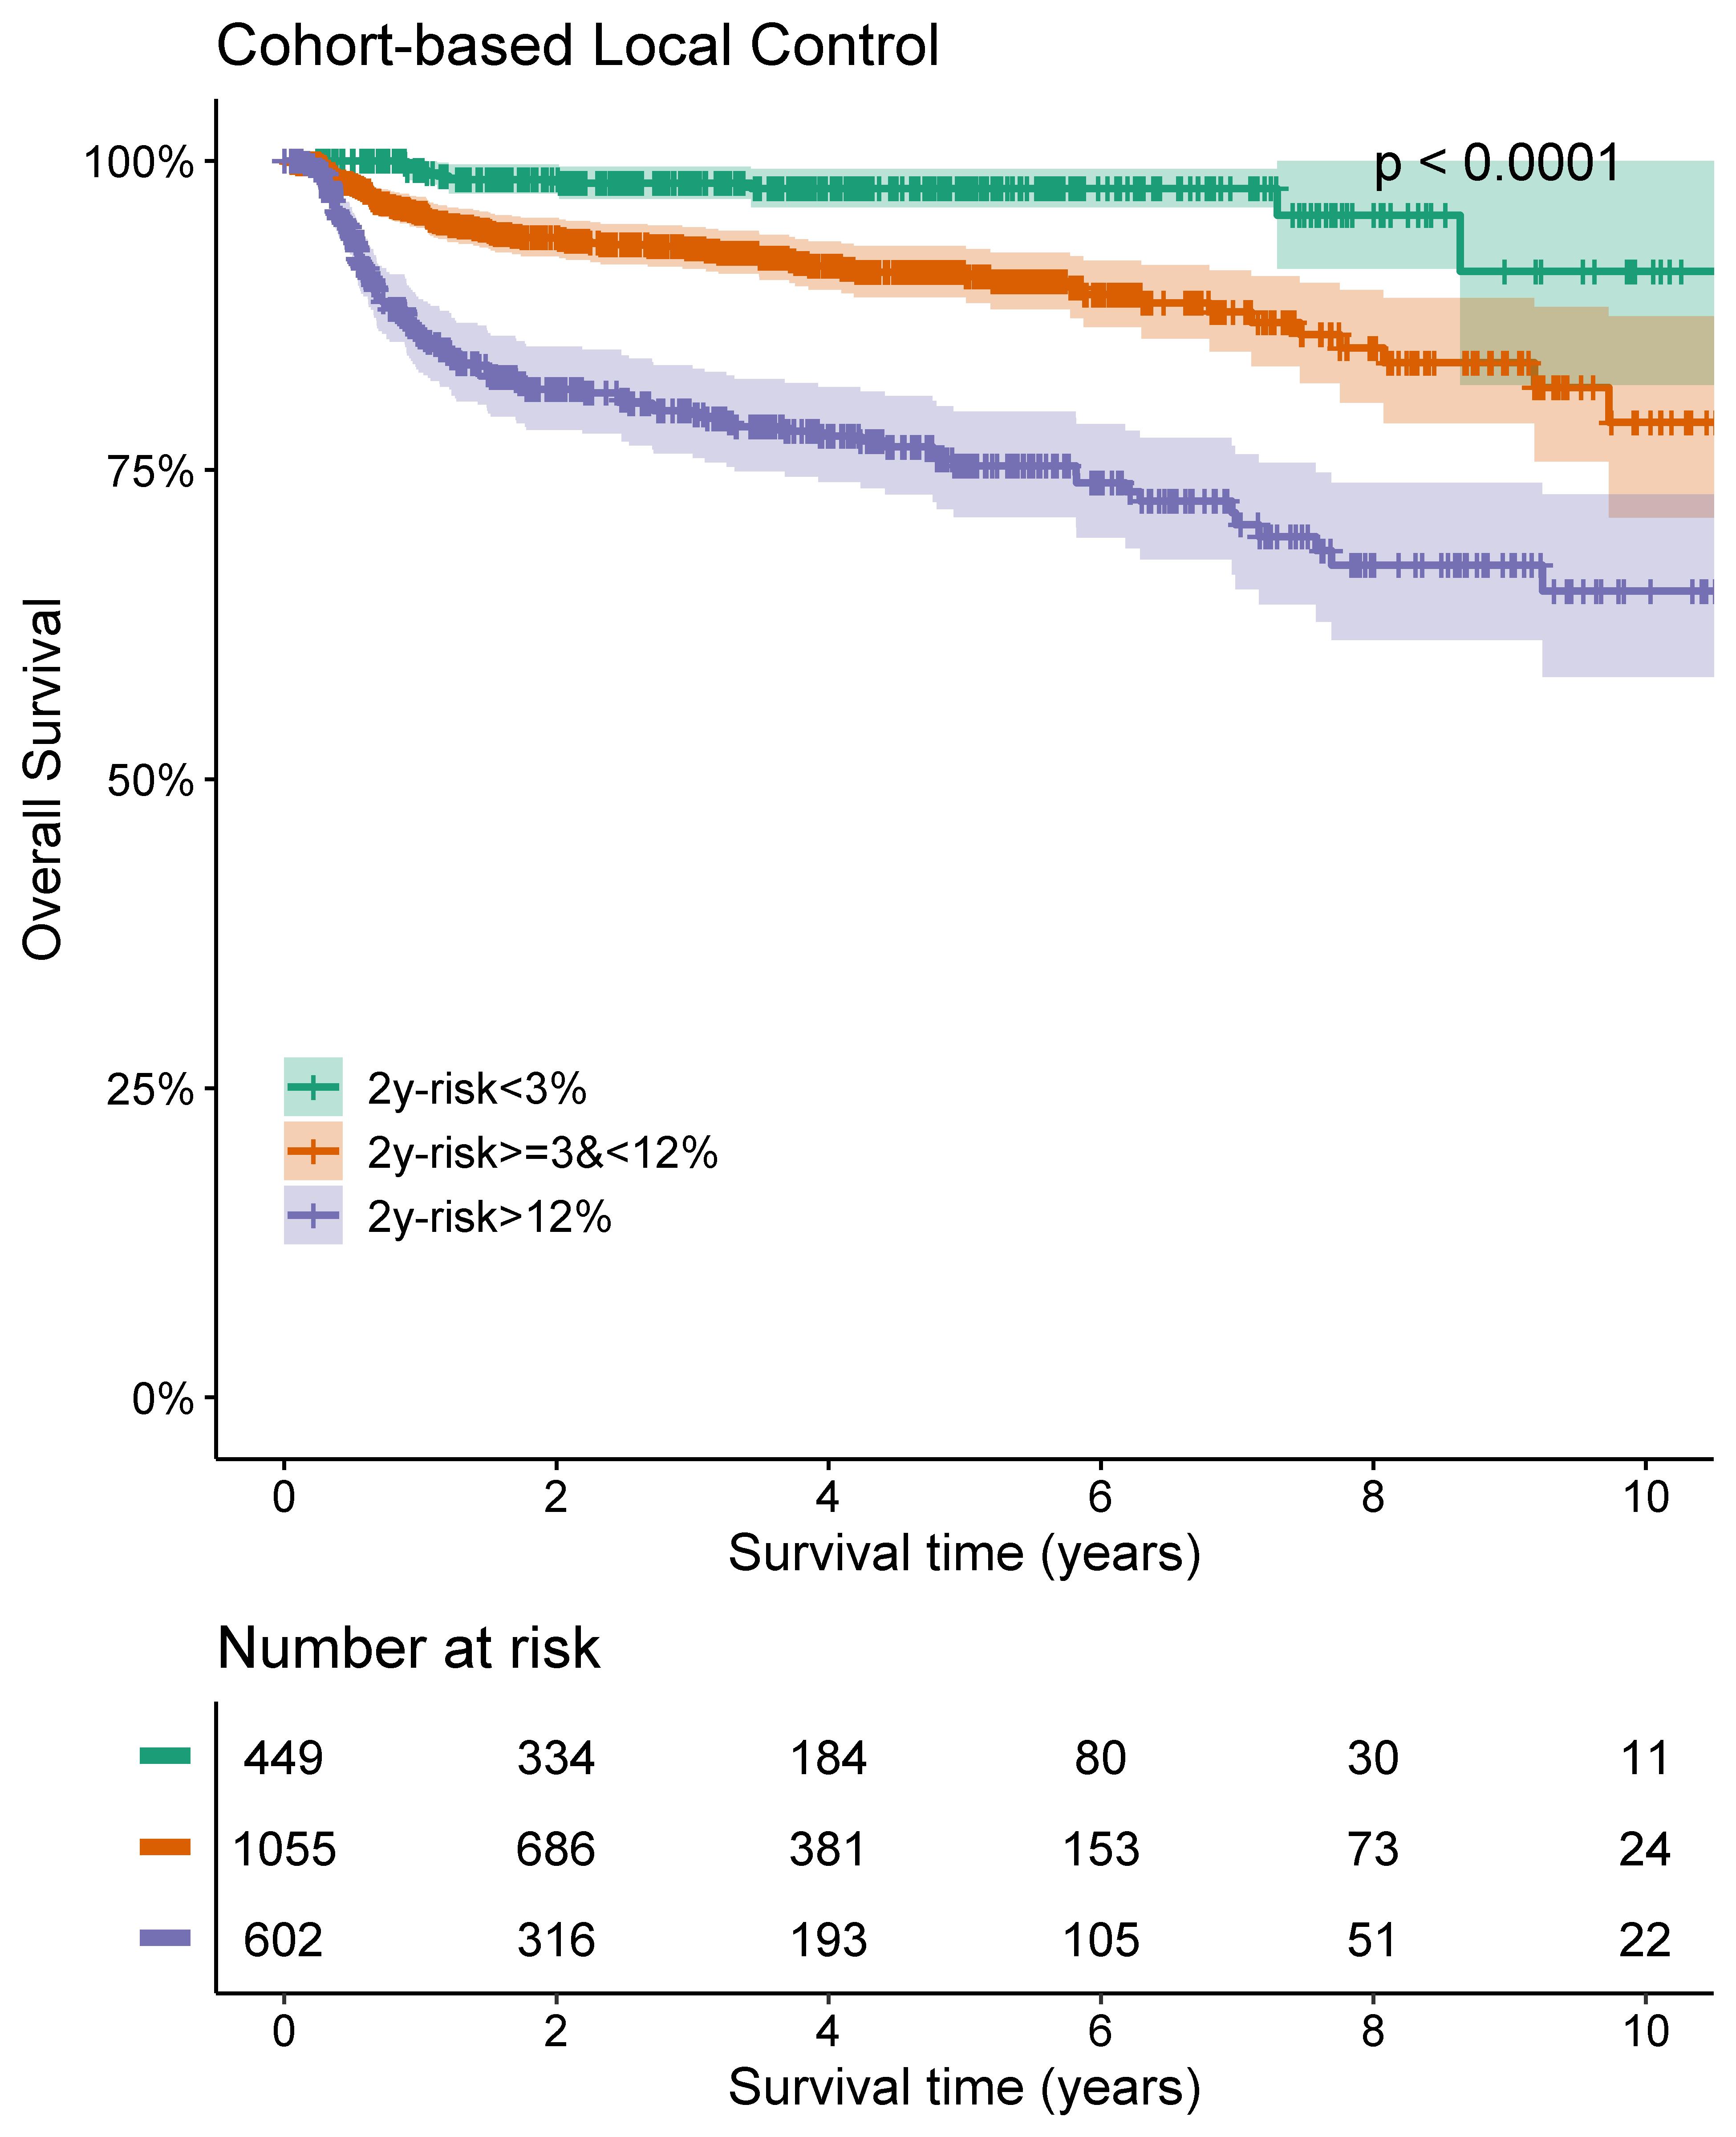 Cohort-based Local Control
p < 0.0001
100%
75%
50%
25%
0%
Overall Survival
2y-risk<3%
2y-risk>=3&<12%
2y-risk>12%
0 2 4 6 8 10
Survival time (years)
Number at risk
449 334 184 80 30 11
1055 686 381 153 73 24
602 316 193 105 51 22
0 2 4 6 8 10
Survival time (years)